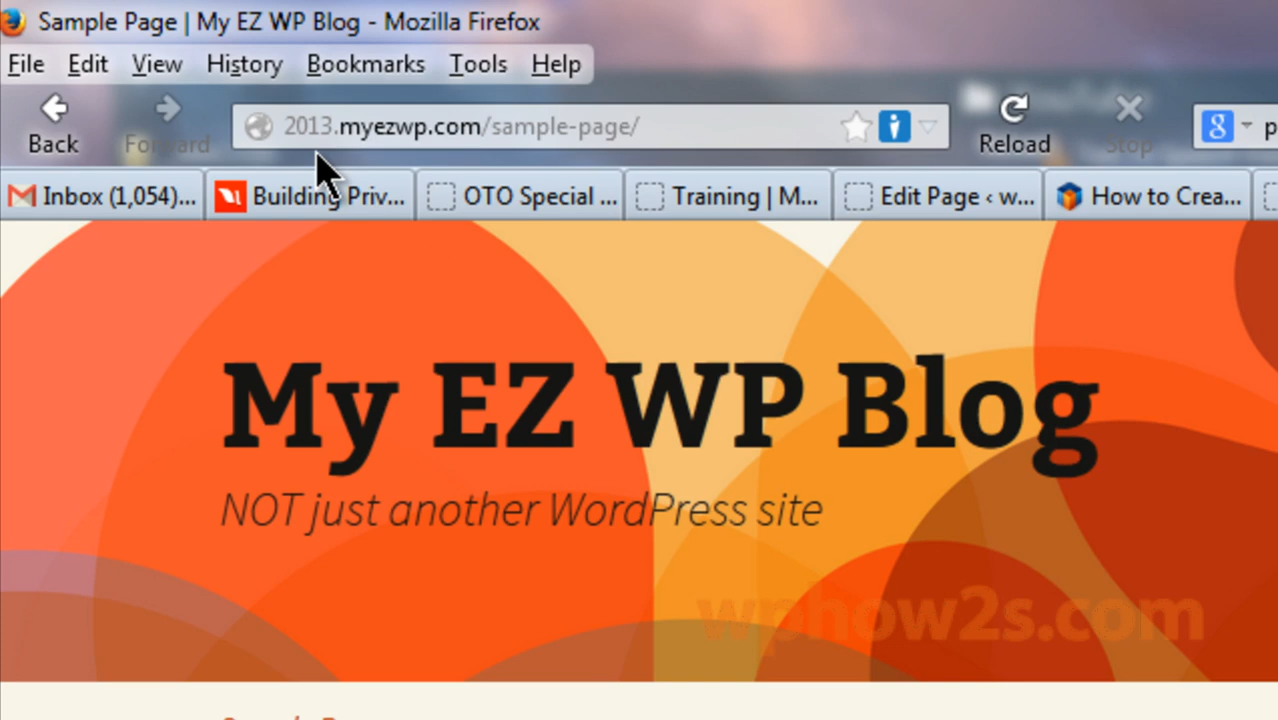 Sample Page | My EZ WP Blog - Mozilla Firefox
File Edit View History Bookmarks Tools Help
2013.myezwp.com/sample-page/
Back Forward Reload Stop
Inbox (1,054)... Building Priv... OTO Special ... Training | M... Edit Page ‹ w... How to Crea...
My EZ WP Blog
NOT just another WordPress site
wphow2s.com